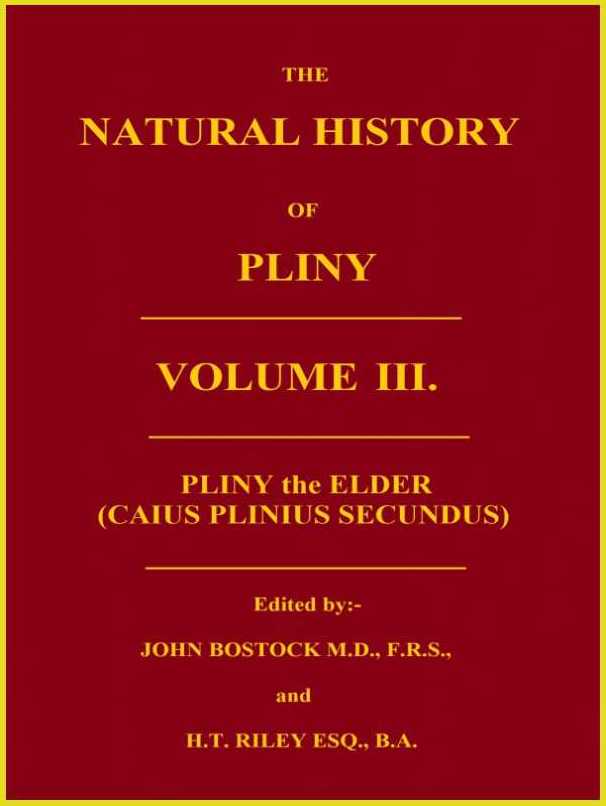 THE
NATURAL HISTORY
OF
PLINY
VOLUME III.
PLINY the ELDER
(CAIUS PLINIUS SECUNDUS)
Edited by:-
JOHN BOSTOCK M.D., F.R.S.,
and
H.T. RILEY ESQ., B.A.